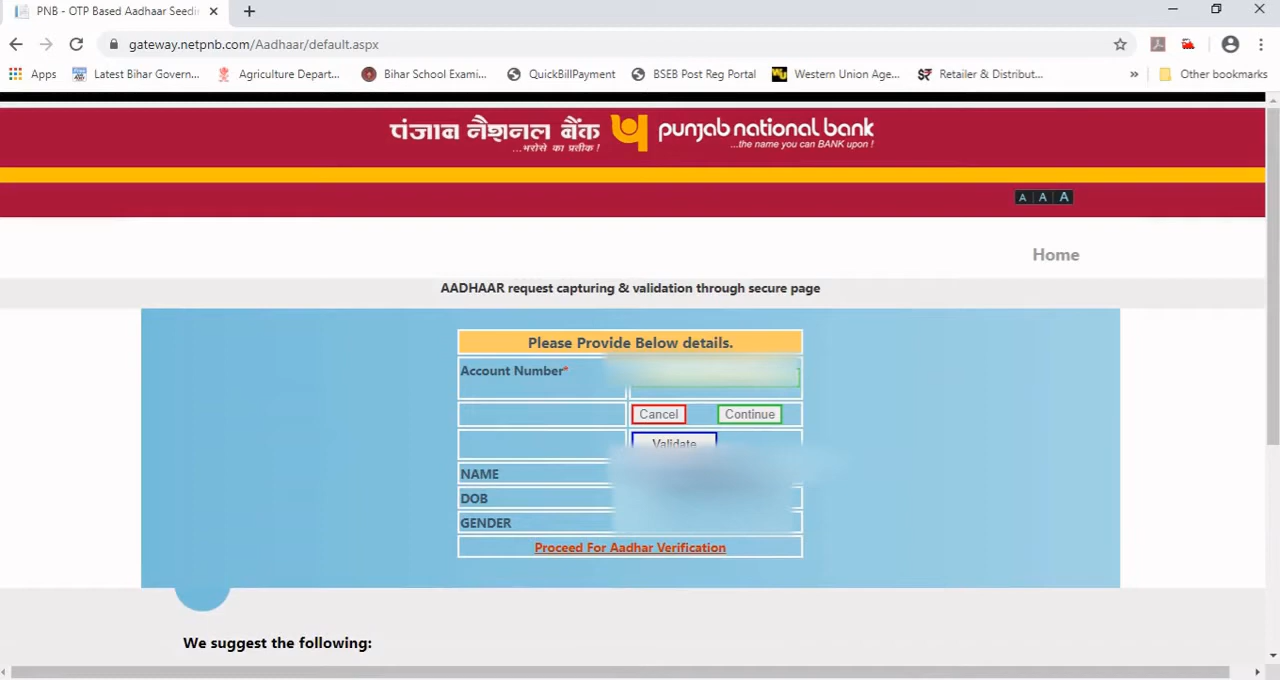 PNB - OTP Based Aadhaar Seedi
gateway.netpnb.com/Aadhaar/default.aspx
Apps Latest Bihar Govern... Agriculture Depart... Bihar School Exami... QuickBillPayment BSEB Post Reg Portal Western Union Age... Retailer & Distribut... » Other bookmarks
पंजाब नैशनल बैंक punjab national bank
...भरोसे का प्रतीक ! ...the name you can BANK upon !
A A A
Home
AADHAAR request capturing & validation through secure page
Please Provide Below details.
Account Number*
Cancel Continue
Validate
NAME
DOB
GENDER
Proceed For Aadhar Verification
We suggest the following: